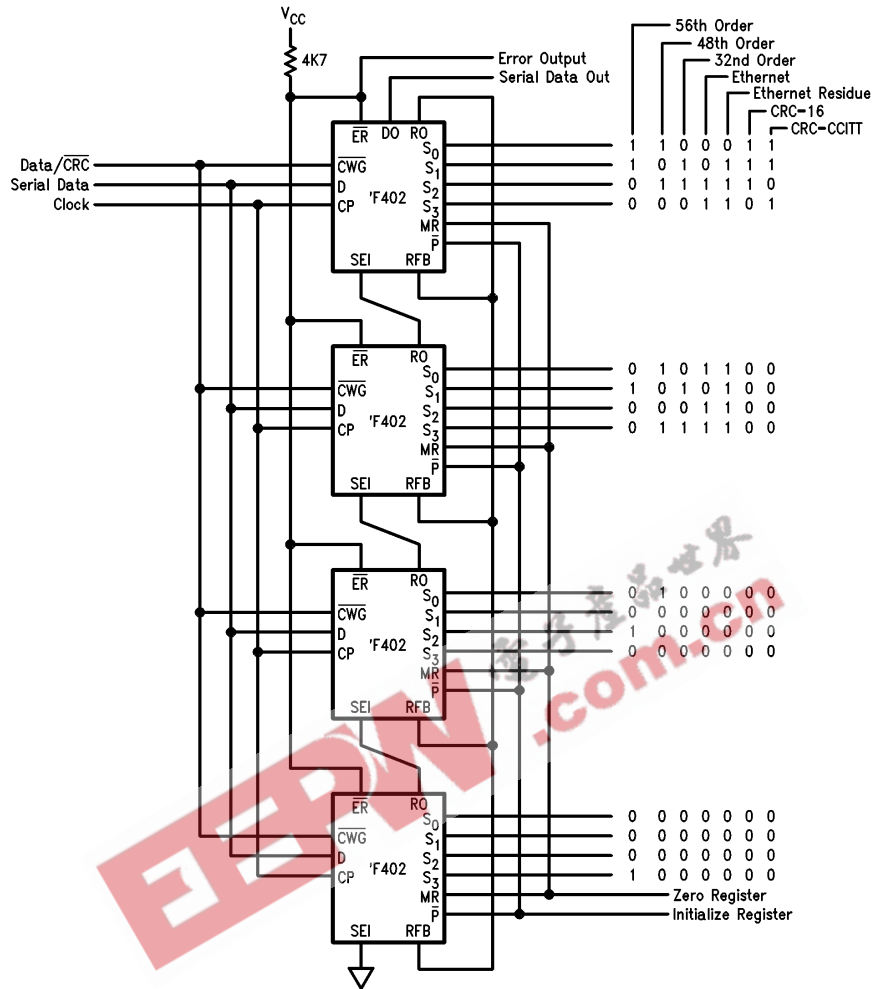 VCC
4K7
Error Output
Serial Data Out
56th Order
48th Order
32nd Order
Ethernet
Ethernet Residue
CRC-16
CRC-CCITT
Data/CRC
Serial Data
Clock
ER DO RO
CWG
D
CP
'F402
S0
S1
S2
S3
MR
P
SEI RFB
1 1 0 0 0 1 1
1 0 1 0 1 1 1
0 1 1 1 1 1 0
0 0 0 1 1 0 1
ER RO
CWG
D
CP
'F402
S0
S1
S2
S3
MR
P
SEI RFB
0 1 0 1 1 0 0
1 0 1 0 1 0 0
0 0 0 1 1 0 0
0 1 1 1 1 0 0
ER RO
CWG
D
CP
'F402
S0
S1
S2
S3
MR
P
SEI RFB
0 1 0 0 0 0 0
0 0 0 0 0 0 0
1 0 0 0 0 0 0
0 0 0 0 0 0 0
ER RO
CWG
D
CP
'F402
S0
S1
S2
S3
MR
P
SEI RFB
0 0 0 0 0 0 0
0 0 0 0 0 0 0
0 0 0 0 0 0 0
1 0 0 0 0 0 0
Zero Register
Initialize Register
電子產品世界
EEPW.com.cn